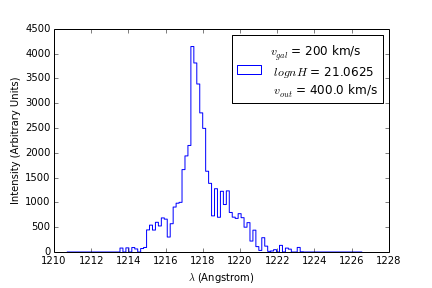 4500
4000
3500
3000
2500
2000
1500
1000
500
0
Intensity (Arbitrary Units)
v_gal = 200 km/s
lognH = 21.0625
v_out = 400.0 km/s
1210 1212 1214 1216 1218 1220 1222 1224 1226 1228
λ (Angstrom)